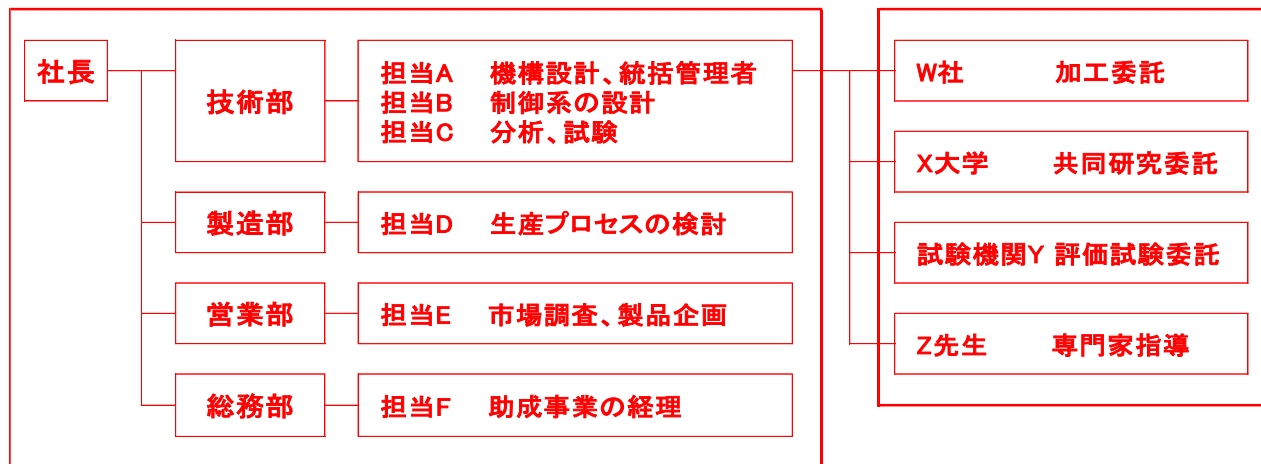 社長
技術部
担当A 機構設計、統括管理者
担当B 制御系の設計
担当C 分析、試験
製造部
担当D 生産プロセスの検討
営業部
担当E 市場調査、製品企画
総務部
担当F 助成事業の経理
W社 加工委託
X大学 共同研究委託
試験機関Y 評価試験委託
Z先生 専門家指導